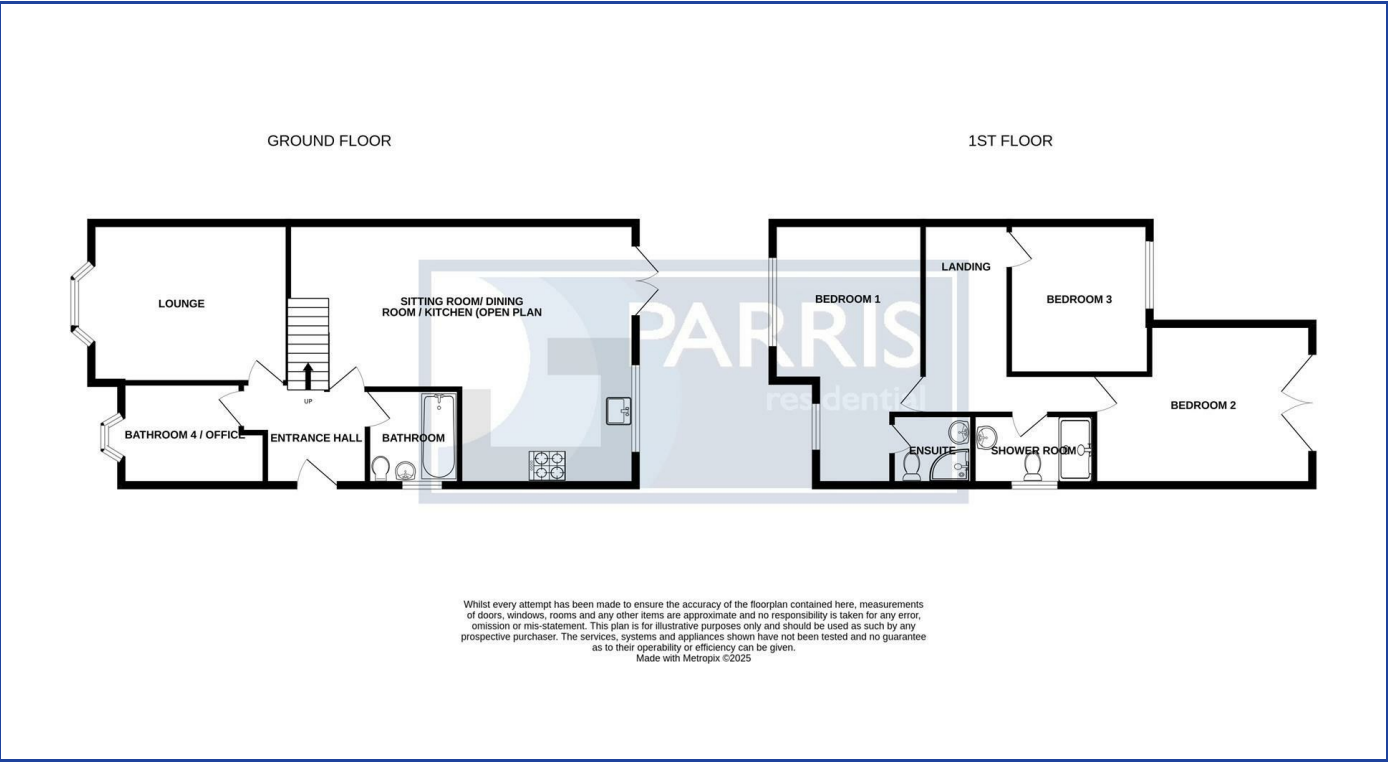 GROUND FLOOR
1ST FLOOR
LOUNGE
SITTING ROOM/ DINING
ROOM / KITCHEN (OPEN PLAN
UP
BATHROOM 4 / OFFICE
ENTRANCE HALL
BATHROOM
BEDROOM 1
LANDING
BEDROOM 3
BEDROOM 2
ENSUITE
SHOWER ROOM
PARRIS
residential
Whilst every attempt has been made to ensure the accuracy of the floorplan contained here, measurements
of doors, windows, rooms and any other items are approximate and no responsibility is taken for any error,
omission or mis-statement. This plan is for illustrative purposes only and should be used as such by any
prospective purchaser. The services, systems and appliances shown have not been tested and no guarantee
as to their operability or efficiency can be given.
Made with Metropix ©2025